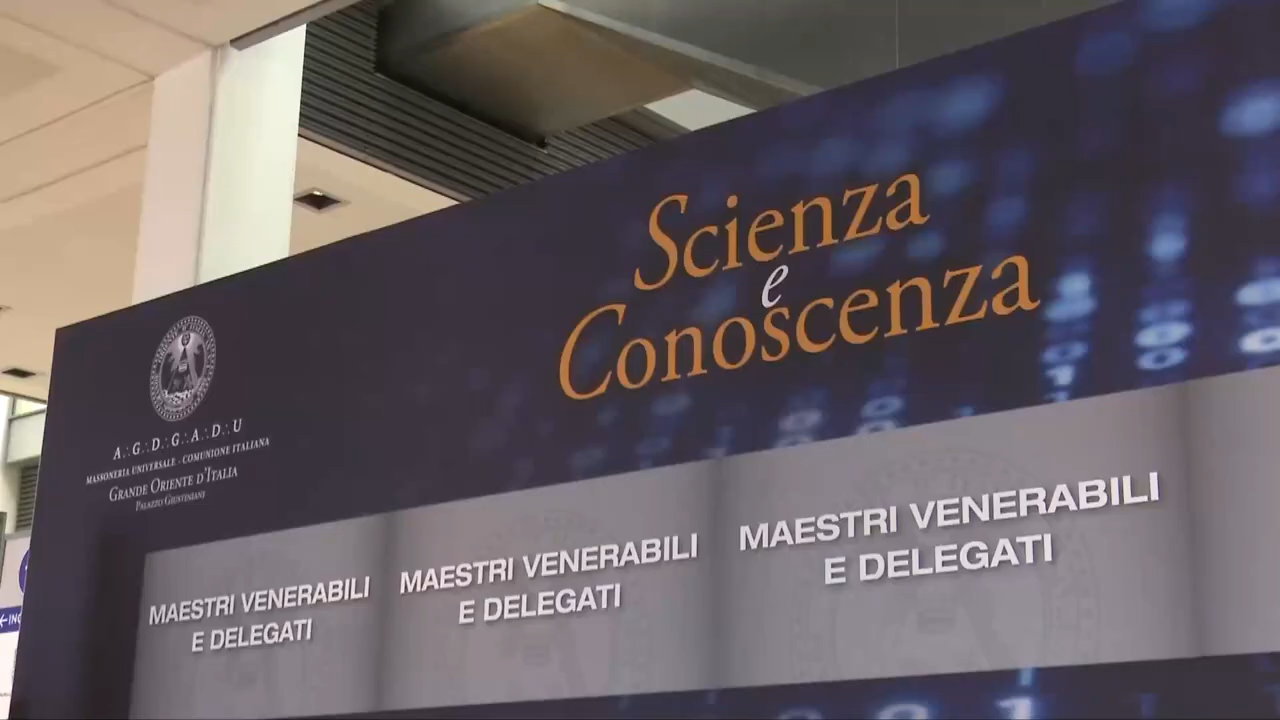 Scienza
e
Conoscenza
A∴G∴D∴G∴A∴D∴U
MASSONERIA UNIVERSALE - COMUNIONE ITALIANA
GRANDE ORIENTE D'ITALIA
PALAZZO GIUSTINIANI
MAESTRI VENERABILI
E DELEGATI
MAESTRI VENERABILI
E DELEGATI
MAESTRI VENERABILI
E DELEGATI